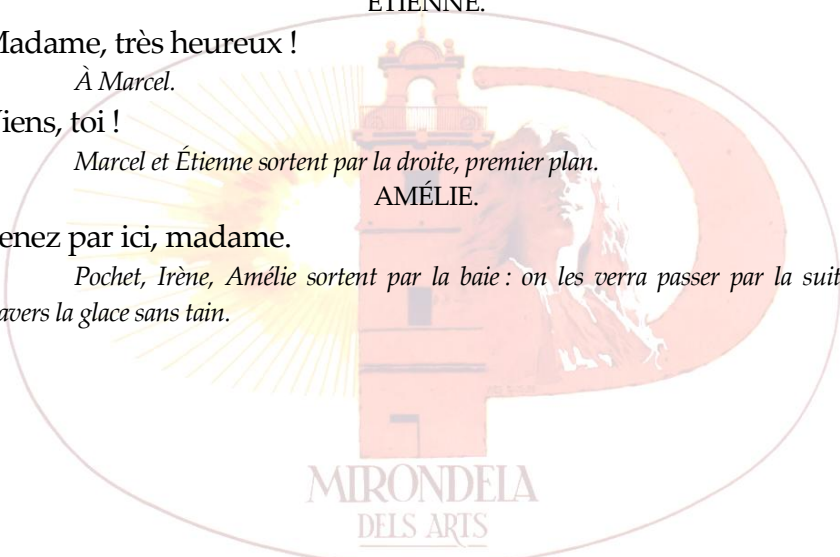 ÉTIENNE.
Madame, très heureux !
À Marcel.
Viens, toi !
Marcel et Étienne sortent par la droite, premier plan.
AMÉLIE.
enez par ici, madame.
Pochet, Irène, Amélie sortent par la baie : on les verra passer par la suit
avers la glace sans tain.
MIRONDELA
DELS ARTS